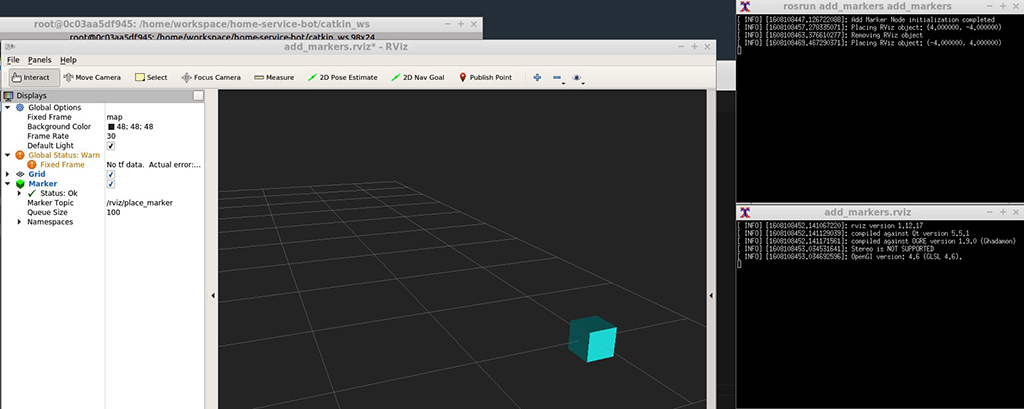 root@0c03aa5df945: /home/workspace/home-service-bot/catkin_ws
root@0c03aa5df945: /home/workspace/home-service-bot/catkin_ws 98x24
add_markers.rviz* - RViz
File Panels Help
Interact Move Camera Select Focus Camera Measure 2D Pose Estimate 2D Nav Goal Publish Point
Displays
Global Options
Fixed Frame map
Background Color 48; 48; 48
Frame Rate 30
Default Light
Global Status: Warn
Fixed Frame No tf data. Actual error:...
Grid
Marker
Status: Ok
Marker Topic /rviz/place_marker
Queue Size 100
Namespaces
rosrun add_markers add_markers
[ INFO] [1608108447.126722088]: Add Marker Node initialization completed
[ INFO] [1608108457.278335071]: Placing RViz object: (4.000000, -4.000000)
[ INFO] [1608108463.376610277]: Removing RViz object
[ INFO] [1608108469.467290371]: Placing RViz object: (-4.000000, 4.000000)
add_markers.rviz
[ INFO] [1608108452.141067220]: rviz version 1.12.17
[ INFO] [1608108452.141129039]: compiled against Qt version 5.5.1
[ INFO] [1608108452.141171561]: compiled against OGRE version 1.9.0 (Ghadamon)
[ INFO] [1608108453.034531641]: Stereo is NOT SUPPORTED
[ INFO] [1608108453.034692596]: OpenGl version: 4.6 (GLSL 4.6).